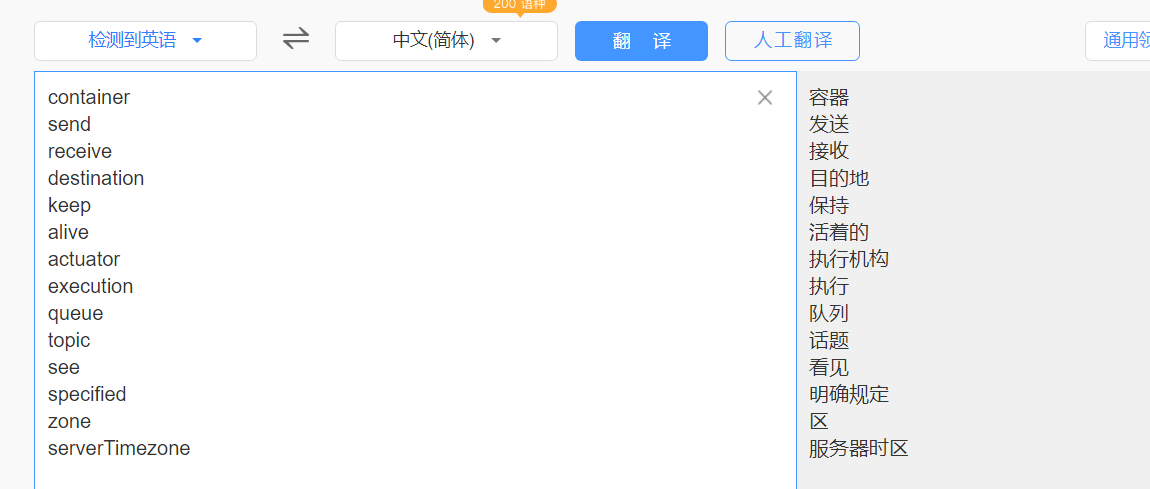 200 语种
检测到英语
中文(简体)
翻 译
人工翻译
通用领
container
send
receive
destination
keep
alive
actuator
execution
queue
topic
see
specified
zone
serverTimezone
容器
发送
接收
目的地
保持
活着的
执行机构
执行
队列
话题
看见
明确规定
区
服务器时区